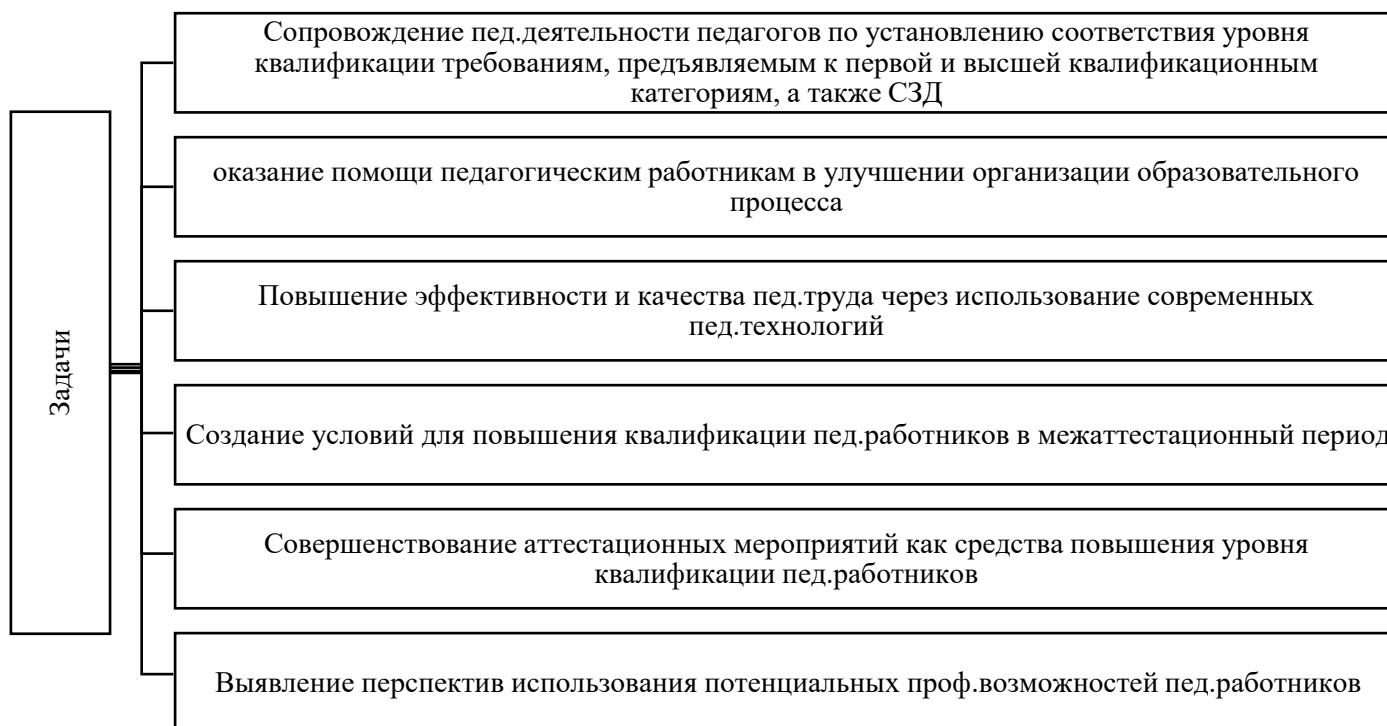 Задачи
Сопровождение пед.деятельности педагогов по установлению соответствия уровня
квалификации требованиям, предъявляемым к первой и высшей квалификационным
категориям, а также СЗД
оказание помощи педагогическим работникам в улучшении организации образовательного
процесса
Повышение эффективности и качества пед.труда через использование современных
пед.технологий
Создание условий для повышения квалификации пед.работников в межаттестационный период
Совершенствование аттестационных мероприятий как средства повышения уровня
квалификации пед.работников
Выявление перспектив использования потенциальных проф.возможностей пед.работников